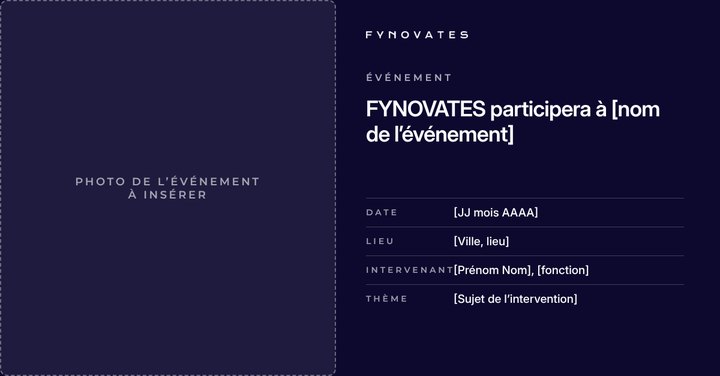 PHOTO DE L'ÉVÉNEMENT
À INSÉRER
FYNOVATES
ÉVÉNEMENT
FYNOVATES participera à [nom
de l'événement]
DATE [JJ mois AAAA]
LIEU [Ville, lieu]
INTERVENANT [Prénom Nom], [fonction]
THÈME [Sujet de l'intervention]